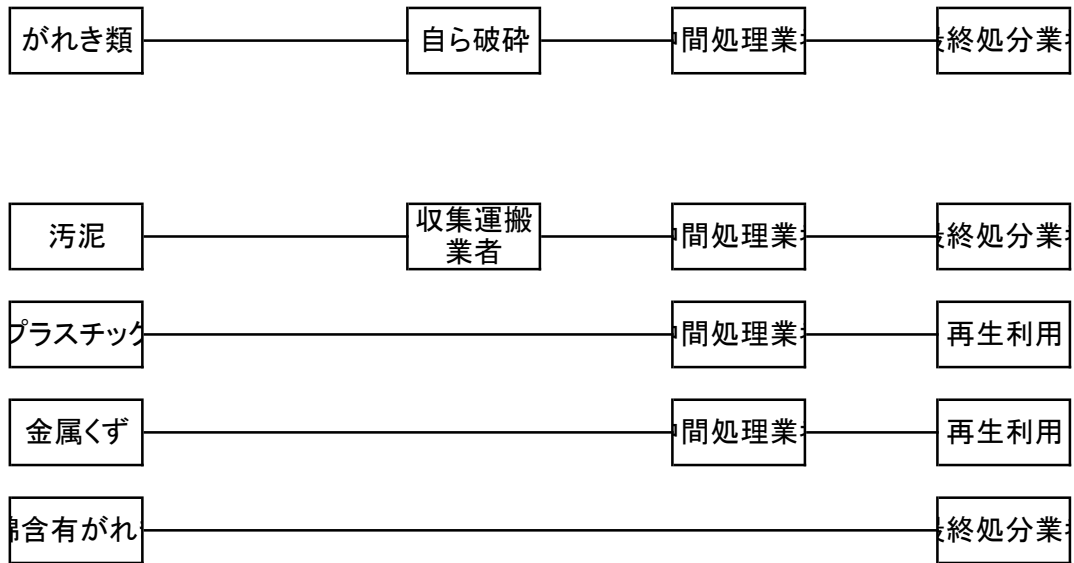 がれき類
自ら破砕
間処理業
終処分業
汚泥
収集運搬
業者
間処理業
終処分業
プラスチック
間処理業
再生利用
金属くず
間処理業
再生利用
含有がれ
終処分業